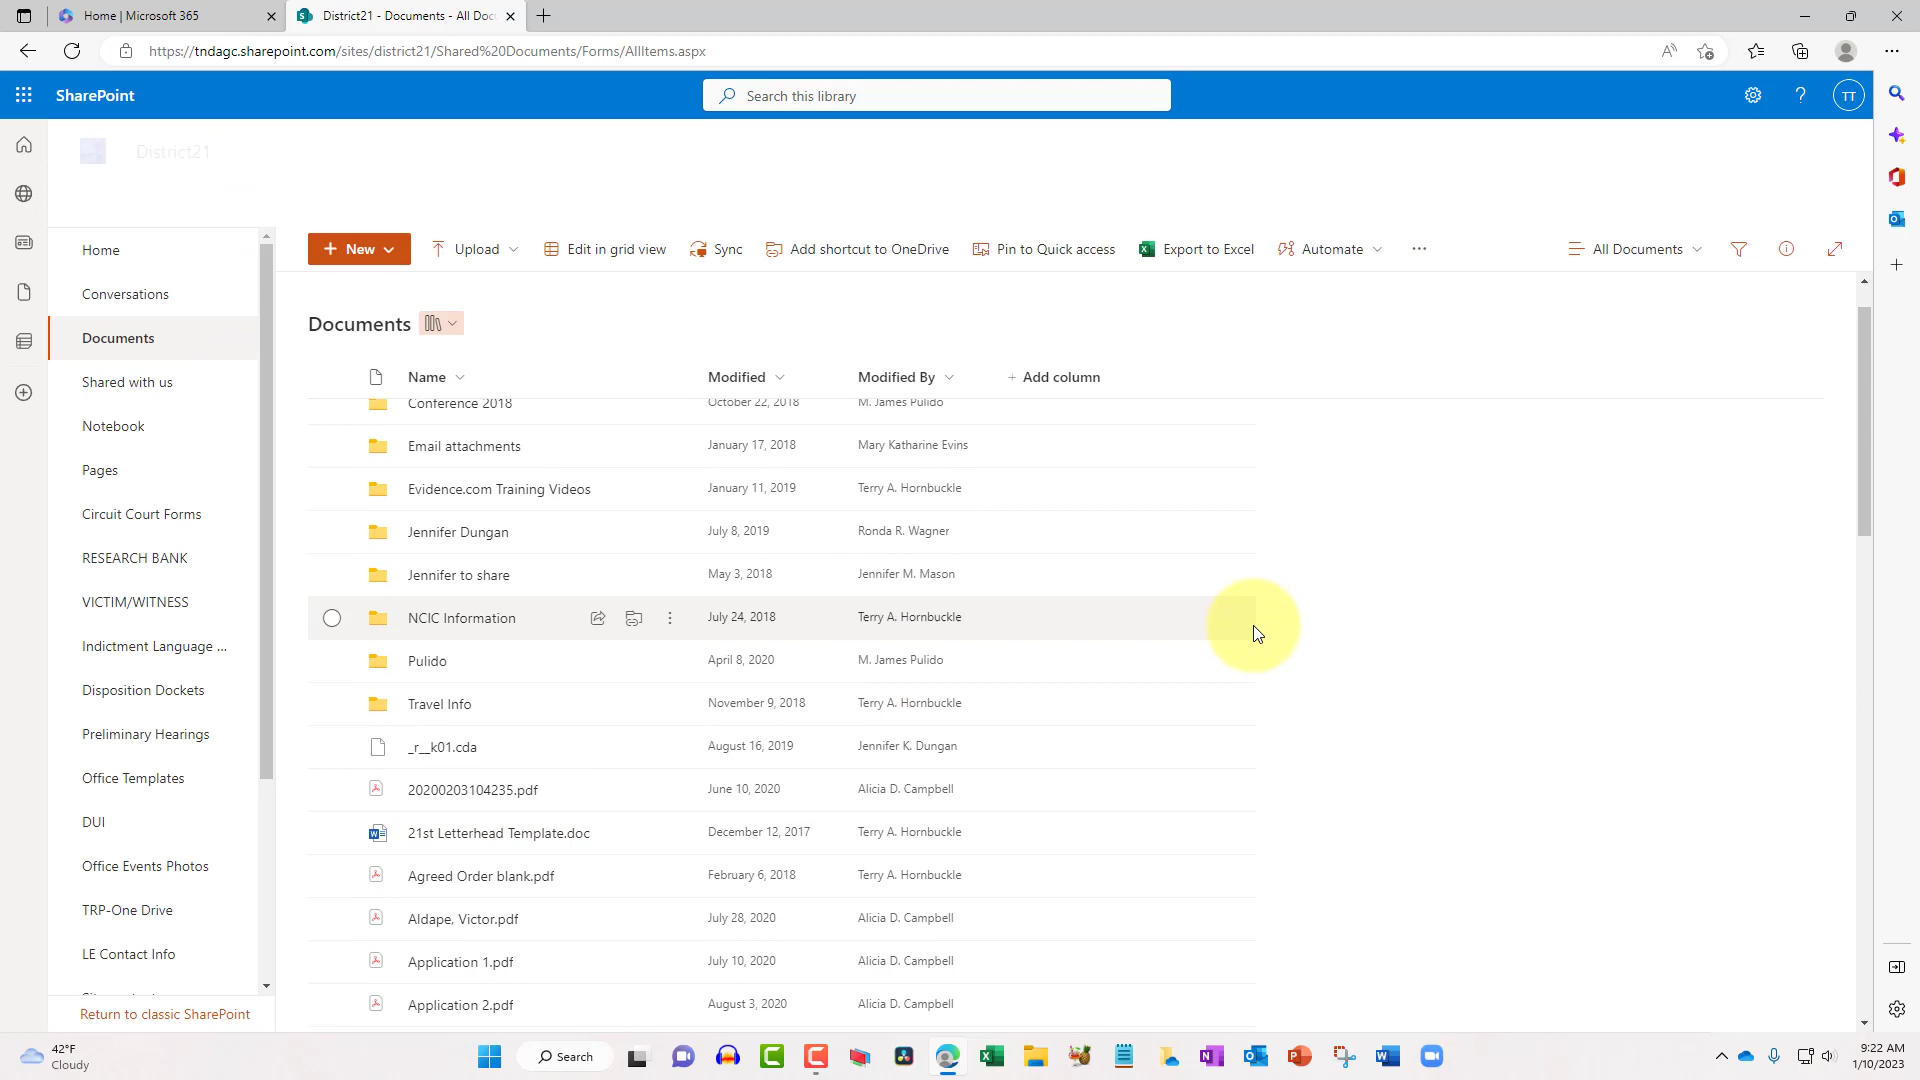 Home | Microsoft 365
District21 - Documents - All Doc
https://tndagc.sharepoint.com/sites/district21/Shared%20Documents/Forms/AllItems.aspx
SharePoint
Search this library
TT
District21
Home
Conversations
Documents
Shared with us
Notebook
Pages
Circuit Court Forms
RESEARCH BANK
VICTIM/WITNESS
Indictment Language ...
Disposition Dockets
Preliminary Hearings
Office Templates
DUI
Office Events Photos
TRP-One Drive
LE Contact Info
Return to classic SharePoint
New
Upload
Edit in grid view
Sync
Add shortcut to OneDrive
Pin to Quick access
Export to Excel
Automate
All Documents
Documents
Name Modified Modified By + Add column
Conference 2018 October 22, 2018 M. James Pulido
Email attachments January 17, 2018 Mary Katharine Evins
Evidence.com Training Videos January 11, 2019 Terry A. Hornbuckle
Jennifer Dungan July 8, 2019 Ronda R. Wagner
Jennifer to share May 3, 2018 Jennifer M. Mason
NCIC Information July 24, 2018 Terry A. Hornbuckle
Pulido April 8, 2020 M. James Pulido
Travel Info November 9, 2018 Terry A. Hornbuckle
_r__k01.cda August 16, 2019 Jennifer K. Dungan
20200203104235.pdf June 10, 2020 Alicia D. Campbell
21st Letterhead Template.doc December 12, 2017 Terry A. Hornbuckle
Agreed Order blank.pdf February 6, 2018 Terry A. Hornbuckle
Aldape, Victor.pdf July 28, 2020 Alicia D. Campbell
Application 1.pdf July 10, 2020 Alicia D. Campbell
Application 2.pdf August 3, 2020 Alicia D. Campbell
42°F
Cloudy
Search
9:22 AM
1/10/2023